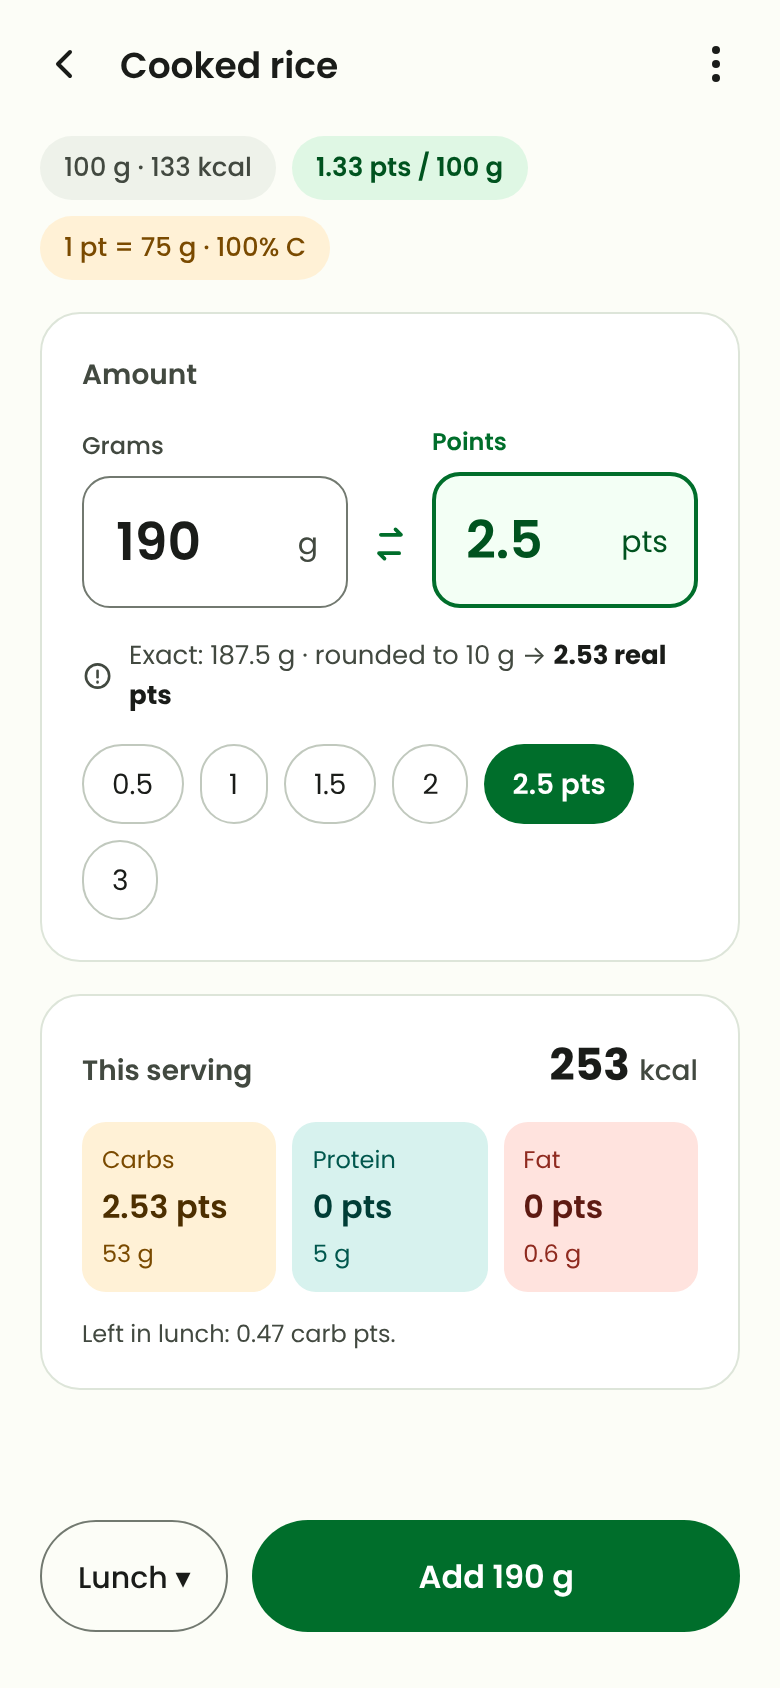 Cooked rice
100 g · 133 kcal
1.33 pts / 100 g
1 pt = 75 g · 100% C
Amount
Grams
Points
190 g
2.5 pts
Exact: 187.5 g · rounded to 10 g → 2.53 real
pts
0.5
1
1.5
2
2.5 pts
3
This serving
253 kcal
Carbs
2.53 pts
53 g
Protein
0 pts
5 g
Fat
0 pts
0.6 g
Left in lunch: 0.47 carb pts.
Lunch ▾
Add 190 g